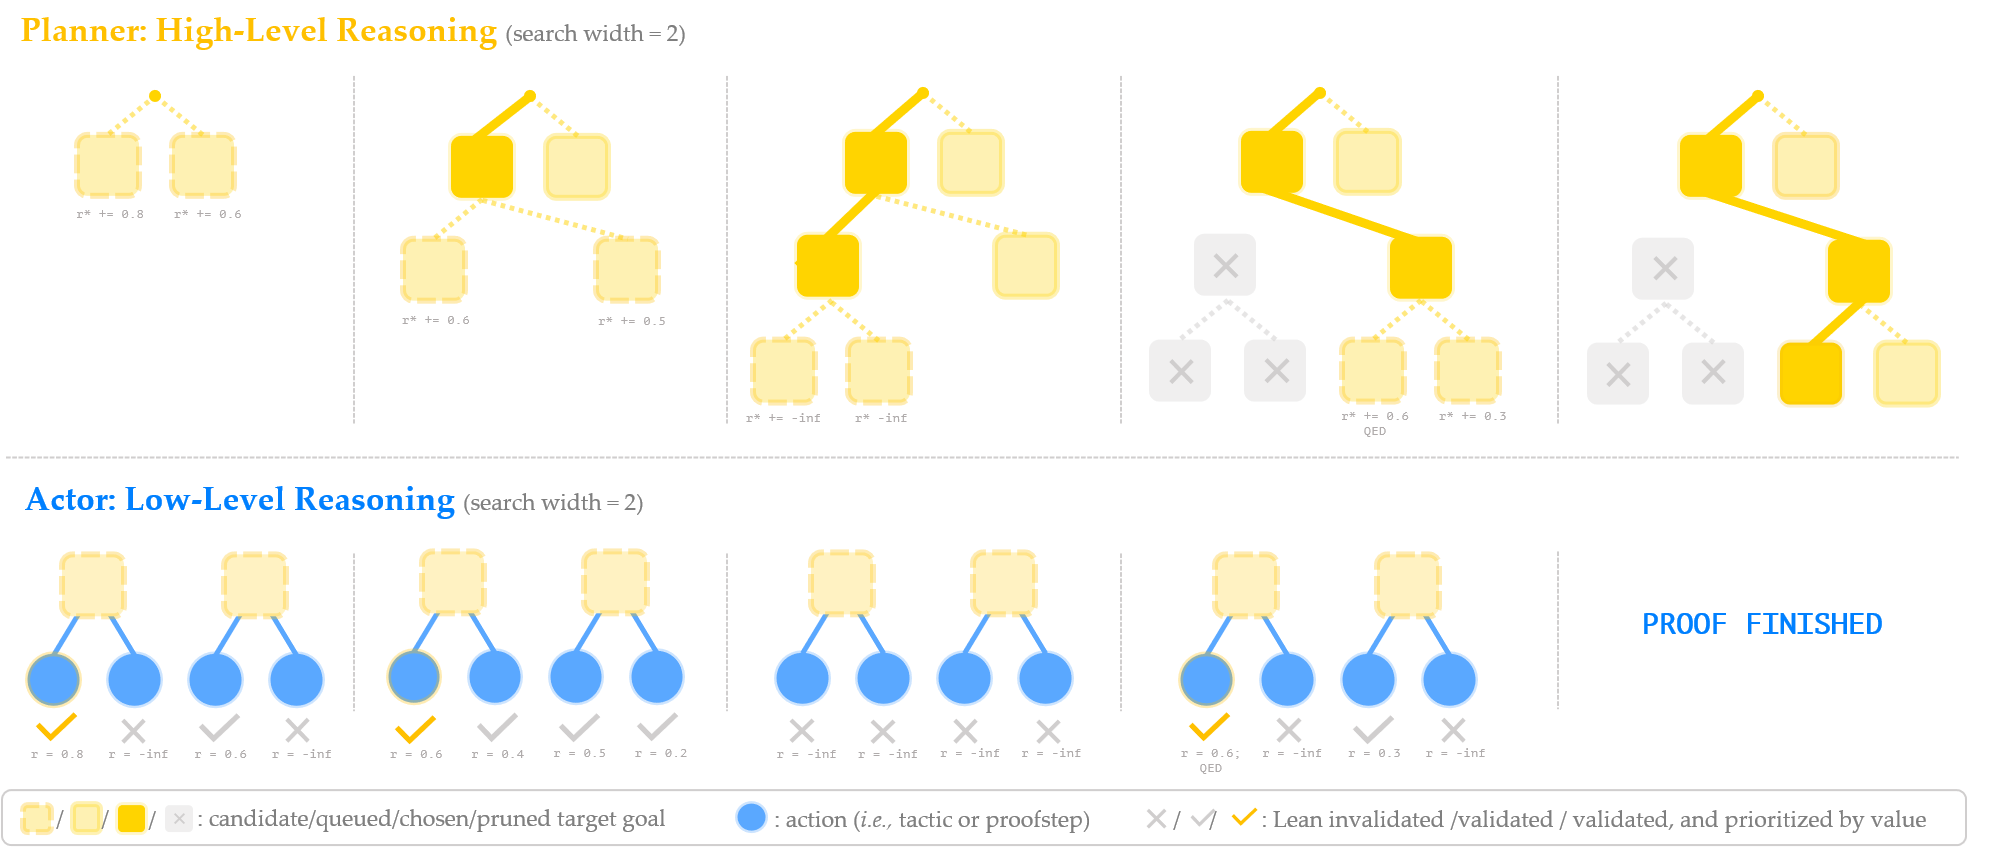 Planner: High-Level Reasoning (search width = 2)
r* += 0.8 r* += 0.6
r* += 0.6 r* += 0.5
r* += -inf r* -inf
r* += 0.6 r* += 0.3
QED
Actor: Low-Level Reasoning (search width = 2)
r = 0.8 r = -inf r = 0.6 r = -inf
r = 0.6 r = 0.4 r = 0.5 r = 0.2
r = -inf r = -inf r = -inf r = -inf
r = 0.6; r = -inf r = 0.3 r = -inf
QED
PROOF FINISHED
/ / / : candidate/queued/chosen/pruned target goal : action (i.e., tactic or proofstep) / / : Lean invalidated /validated / validated, and prioritized by value